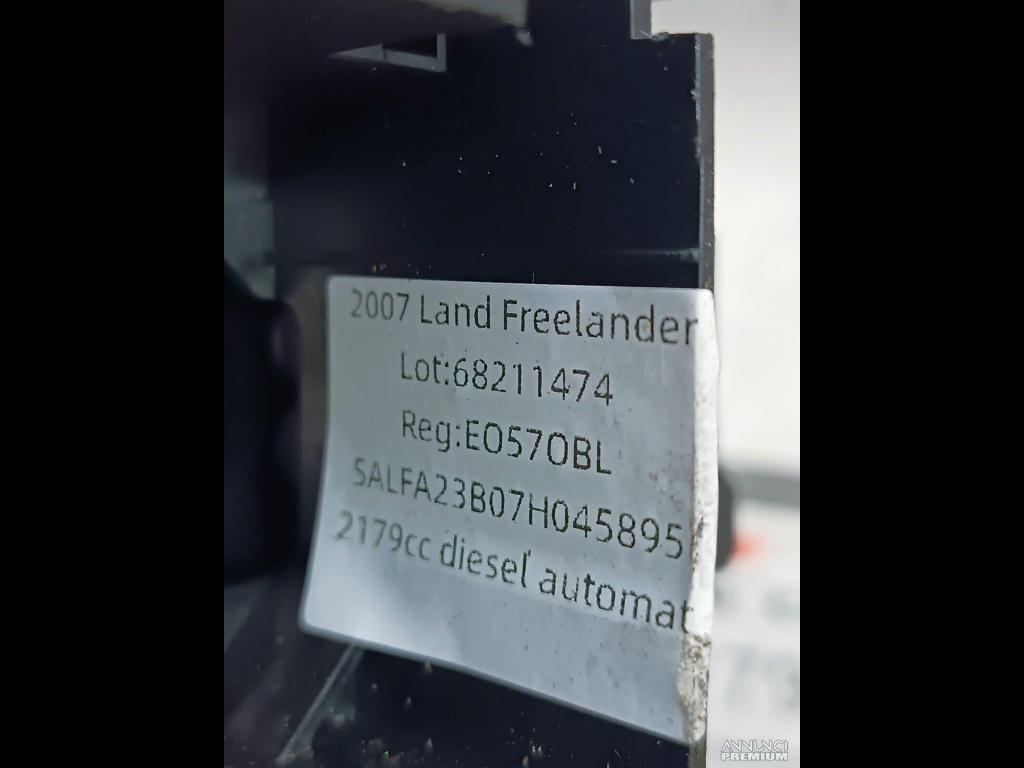 2007 Land Freelander
Lot:68211474
Reg:EO57OBL
SALFA23B07H045895
2179cc diesel automat
ANNUNCI
PREMIUM